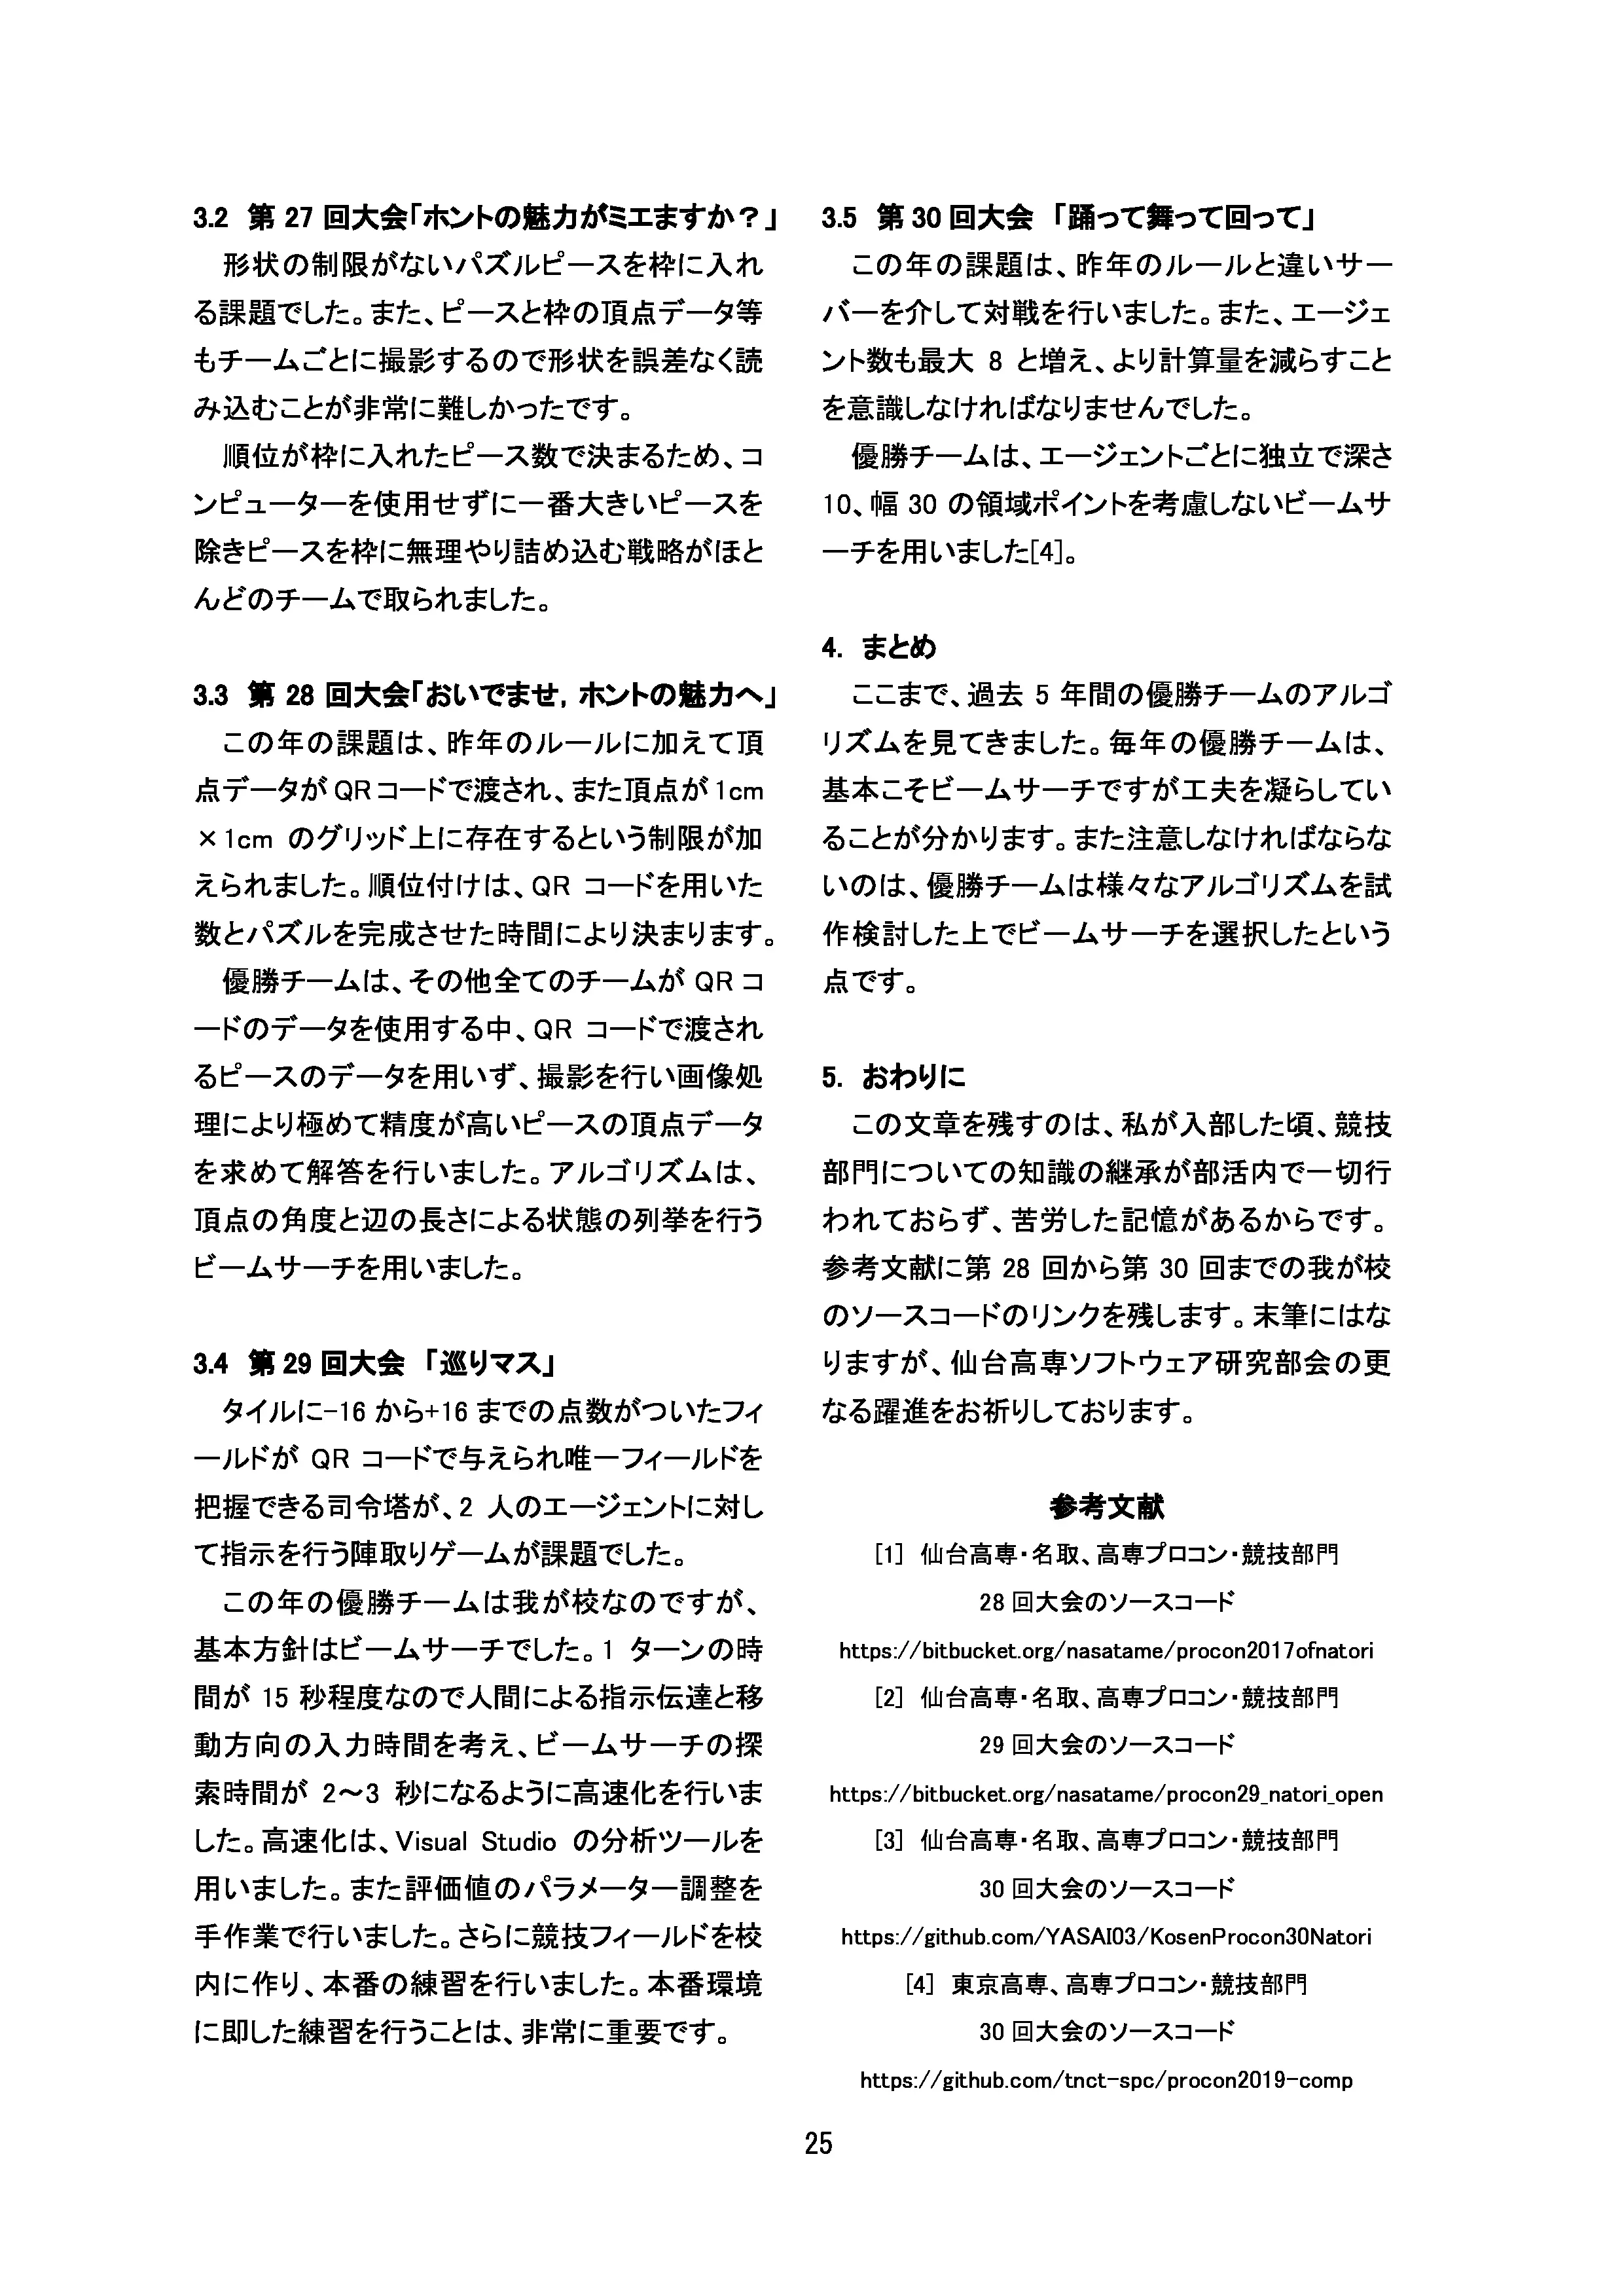 3.2 第 27 回大会「ホントの魅力がミエますか？」
形状の制限がないパズルピースを枠に入れ
る課題でした。また、ピースと枠の頂点データ等
もチームごとに撮影するので形状を誤差なく読
み込むことが非常に難しかったです。
順位が枠に入れたピース数で決まるため、コ
ンピューターを使用せずに一番大きいピースを
除きピースを枠に無理やり詰め込む戦略がほと
んどのチームで取られました。
3.3 第 28 回大会「おいでませ，ホントの魅力へ」
この年の課題は、昨年のルールに加えて頂
点データが QR コードで渡され、また頂点が 1cm
×1cm のグリッド上に存在するという制限が加
えられました。順位付けは、QR コードを用いた
数とパズルを完成させた時間により決まります。
優勝チームは、その他全てのチームが QR コ
ードのデータを使用する中、QR コードで渡され
るピースのデータを用いず、撮影を行い画像処
理により極めて精度が高いピースの頂点データ
を求めて解答を行いました。アルゴリズムは、
頂点の角度と辺の長さによる状態の列挙を行う
ビームサーチを用いました。
3.4 第 29 回大会 「巡りマス」
タイルに-16 から+16 までの点数がついたフィ
ールドが QR コードで与えられ唯一フィールドを
把握できる司令塔が、2 人のエージェントに対し
て指示を行う陣取りゲームが課題でした。
この年の優勝チームは我が校なのですが、
基本方針はビームサーチでした。1 ターンの時
間が 15 秒程度なので人間による指示伝達と移
動方向の入力時間を考え、ビームサーチの探
索時間が 2～3 秒になるように高速化を行いま
した。高速化は、Visual Studio の分析ツールを
用いました。また評価値のパラメーター調整を
手作業で行いました。さらに競技フィールドを校
内に作り、本番の練習を行いました。本番環境
に即した練習を行うことは、非常に重要です。
3.5 第 30 回大会 「踊って舞って回って」
この年の課題は、昨年のルールと違いサー
バーを介して対戦を行いました。また、エージェ
ント数も最大 8 と増え、より計算量を減らすこと
を意識しなければなりませんでした。
優勝チームは、エージェントごとに独立で深さ
10、幅 30 の領域ポイントを考慮しないビームサ
ーチを用いました[4]。
4. まとめ
ここまで、過去 5 年間の優勝チームのアルゴ
リズムを見てきました。毎年の優勝チームは、
基本こそビームサーチですが工夫を凝らしてい
ることが分かります。また注意しなければならな
いのは、優勝チームは様々なアルゴリズムを試
作検討した上でビームサーチを選択したという
点です。
5. おわりに
この文章を残すのは、私が入部した頃、競技
部門についての知識の継承が部活内で一切行
われておらず、苦労した記憶があるからです。
参考文献に第 28 回から第 30 回までの我が校
のソースコードのリンクを残します。末筆にはな
りますが、仙台高専ソフトウェア研究部会の更
なる躍進をお祈りしております。
参考文献
[1] 仙台高専・名取、高専プロコン・競技部門
28 回大会のソースコード
https://bitbucket.org/nasatame/procon2017ofnatori
[2] 仙台高専・名取、高専プロコン・競技部門
29 回大会のソースコード
https://bitbucket.org/nasatame/procon29_natori_open
[3] 仙台高専・名取、高専プロコン・競技部門
30 回大会のソースコード
https://github.com/YASAI03/KosenProcon30Natori
[4] 東京高専、高専プロコン・競技部門
30 回大会のソースコード
https://github.com/tnct-spc/procon2019-comp
25